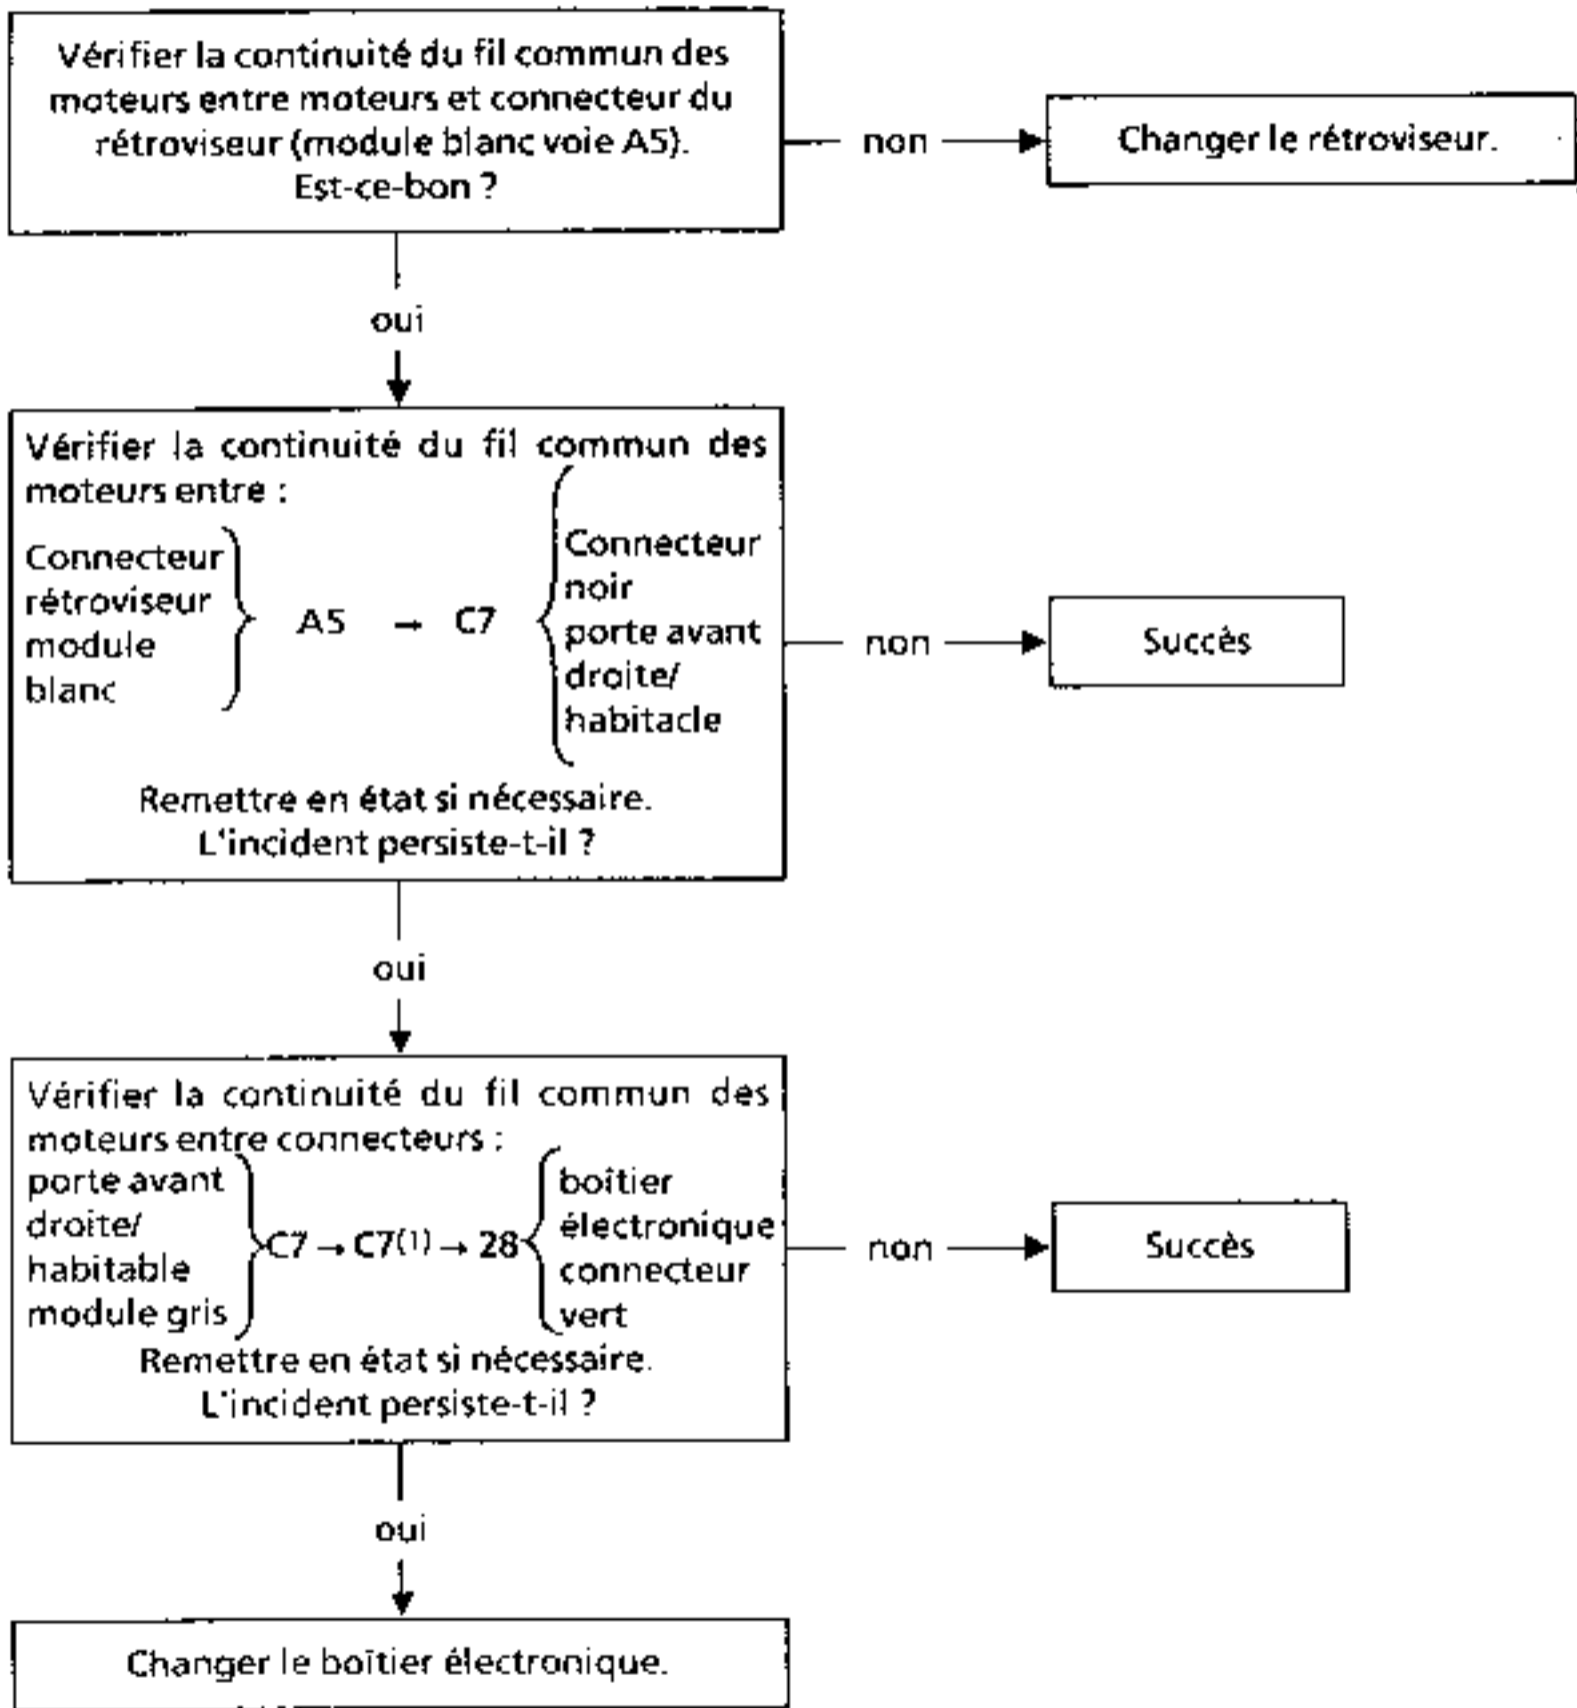 Vérifier la continuité du fil commun des
moteurs entre moteurs et connecteur du
rétroviseur (module blanc voie A5).
Est-ce-bon ?
non
Changer le rétroviseur.
oui
Vérifier la continuité du fil commun des
moteurs entre :
Connecteur
rétroviseur
module
blanc
A5 → C7
Connecteur
noir
porte avant
droite/
habitacle
Remettre en état si nécessaire.
L'incident persiste-t-il ?
non
Succès
oui
Vérifier la continuité du fil commun des
moteurs entre connecteurs :
porte avant
droite/
habitable
module gris
C7 → C7(1) → 28
boîtier
électronique
connecteur
vert
Remettre en état si nécessaire.
L'incident persiste-t-il ?
non
Succès
oui
Changer le boîtier électronique.